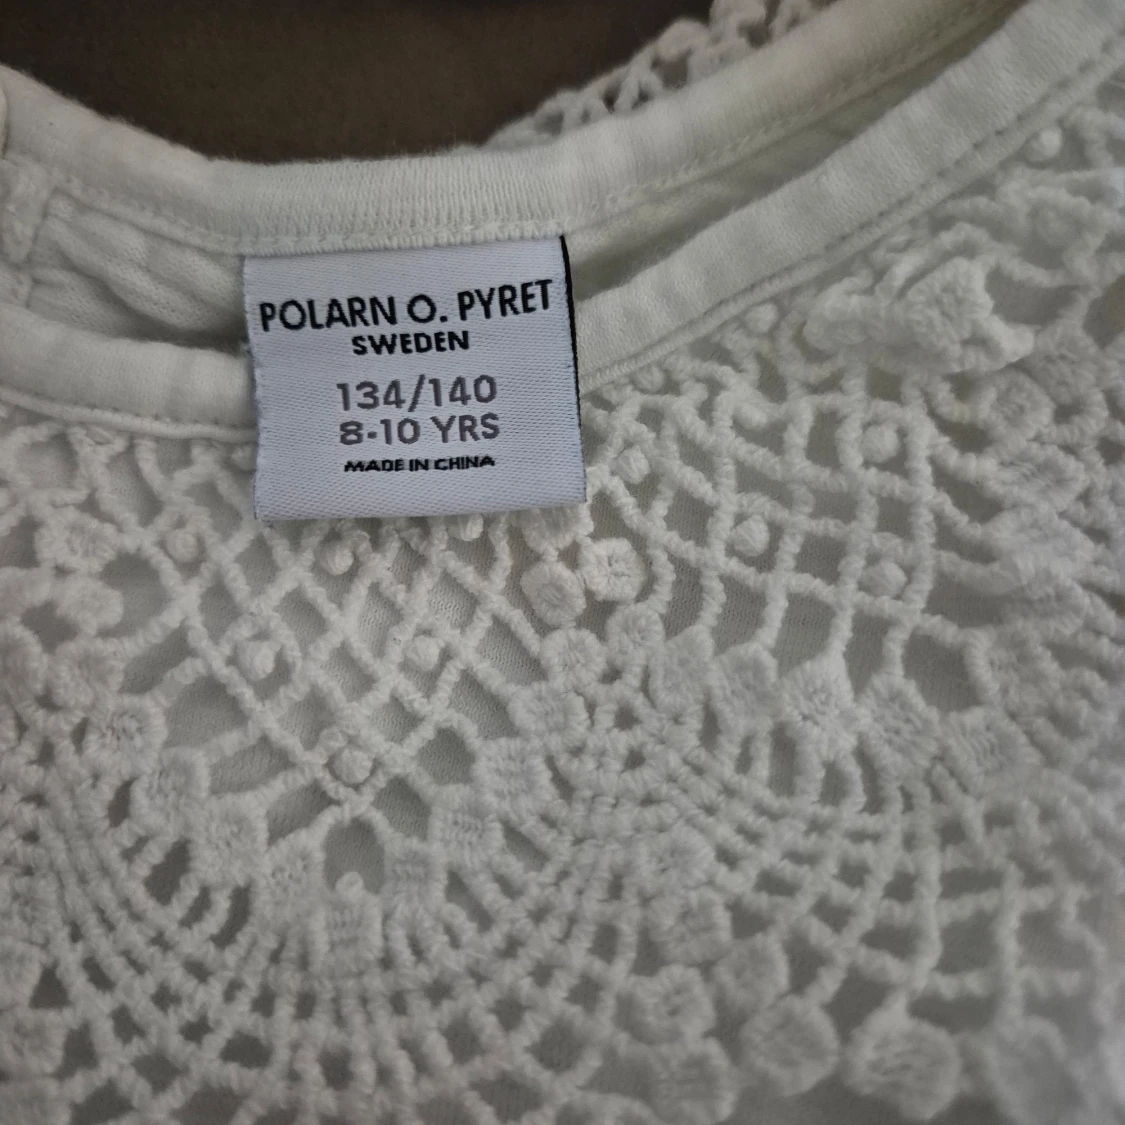 POLARN O. PYRET
SWEDEN
134/140
8-10 YRS
MADE IN CHINA